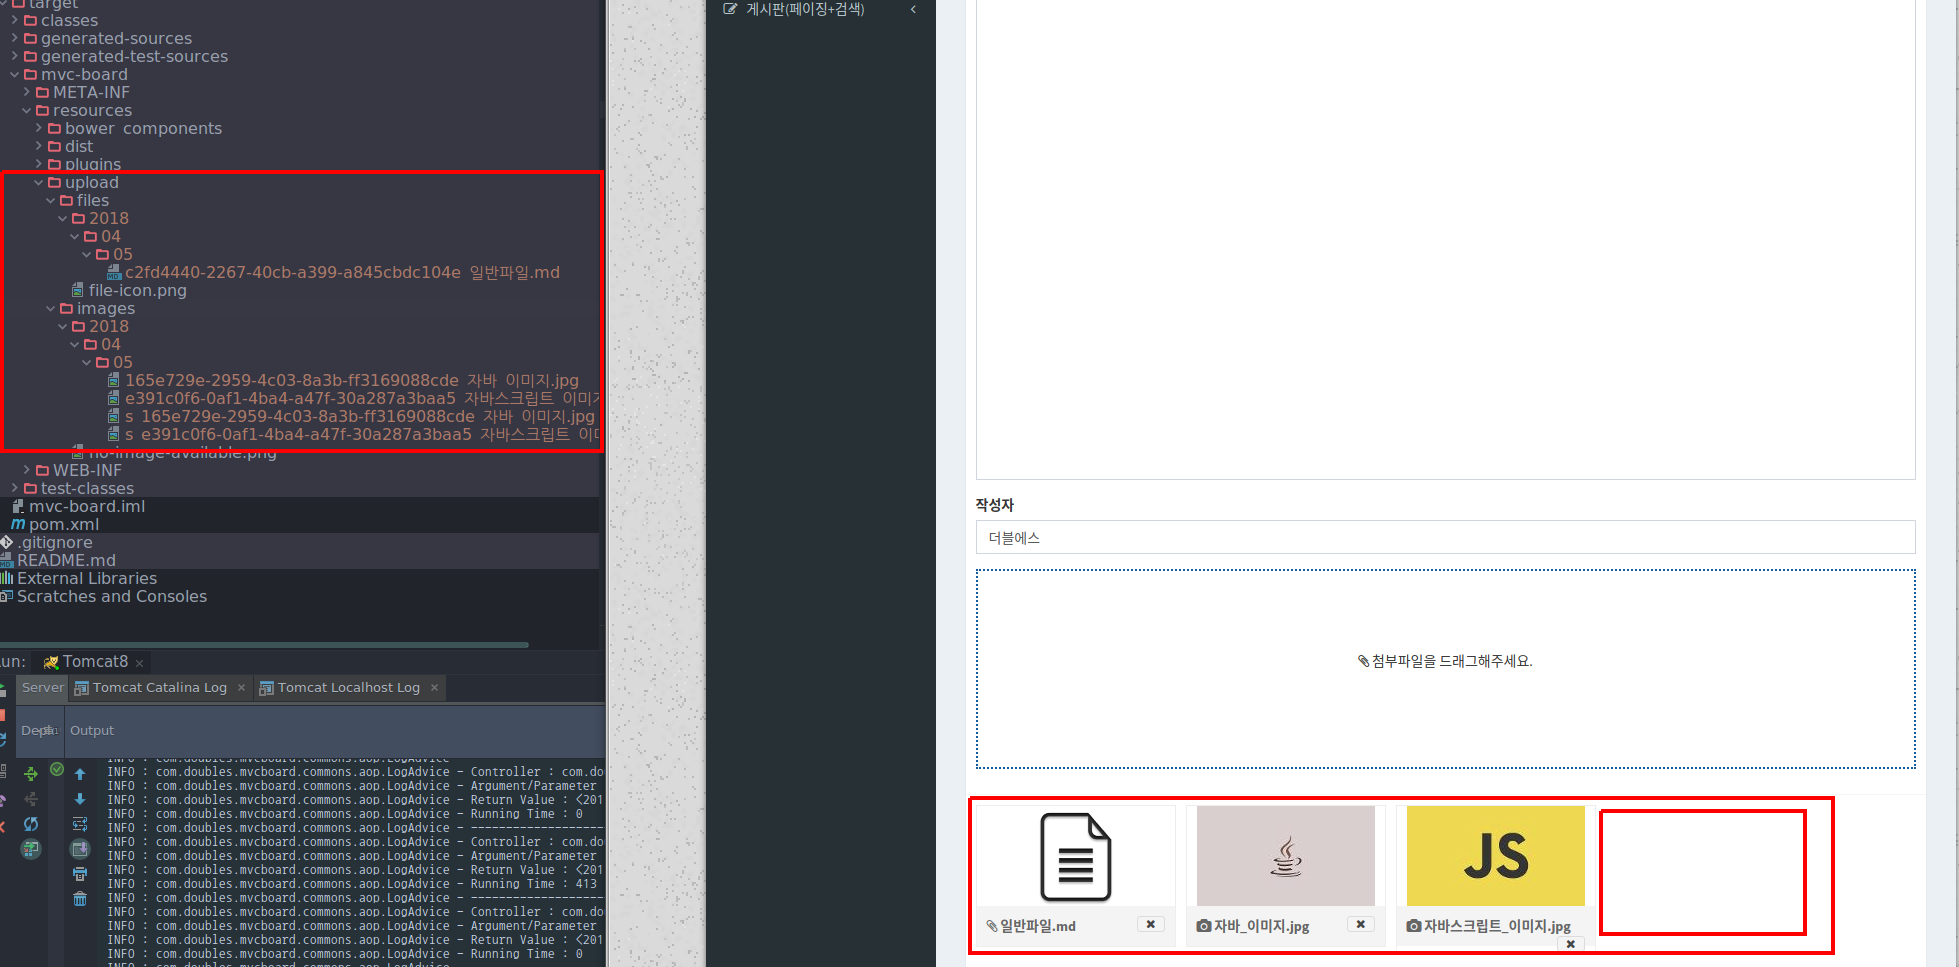 target
classes
generated-sources
generated-test-sources
mvc-board
META-INF
resources
bower_components
dist
plugins
upload
files
2018
04
05
c2fd4440-2267-40cb-a399-a845cbdc104e_일반파일.md
file-icon.png
images
2018
04
05
165e729e-2959-4c03-8a3b-ff3169088cde_자바_이미지.jpg
e391c0f6-0af1-4ba4-a47f-30a287a3baa5_자바스크립트_이미지
s_165e729e-2959-4c03-8a3b-ff3169088cde_자바_이미지.jpg
s_e391c0f6-0af1-4ba4-a47f-30a287a3baa5_자바스크립트_이미
no-image-available.png
WEB-INF
test-classes
mvc-board.iml
pom.xml
.gitignore
README.md
External Libraries
Scratches and Consoles
un:
Tomcat8
Server
Tomcat Catalina Log
Tomcat Localhost Log
Output
INFO : com.doubles.mvcboard.commons.aop.LogAdvice
INFO : com.doubles.mvcboard.commons.aop.LogAdvice - Controller : com.do
INFO : com.doubles.mvcboard.commons.aop.LogAdvice - Argument/Parameter
INFO : com.doubles.mvcboard.commons.aop.LogAdvice - Return Value : <201
INFO : com.doubles.mvcboard.commons.aop.LogAdvice - Running Time : 0
INFO : com.doubles.mvcboard.commons.aop.LogAdvice - -------------------
INFO : com.doubles.mvcboard.commons.aop.LogAdvice - Controller : com.do
INFO : com.doubles.mvcboard.commons.aop.LogAdvice - Argument/Parameter
INFO : com.doubles.mvcboard.commons.aop.LogAdvice - Return Value : <201
INFO : com.doubles.mvcboard.commons.aop.LogAdvice - Running Time : 413
INFO : com.doubles.mvcboard.commons.aop.LogAdvice - -------------------
INFO : com.doubles.mvcboard.commons.aop.LogAdvice - Controller : com.do
INFO : com.doubles.mvcboard.commons.aop.LogAdvice - Argument/Parameter
INFO : com.doubles.mvcboard.commons.aop.LogAdvice - Return Value : <201
INFO : com.doubles.mvcboard.commons.aop.LogAdvice - Running Time : 0
INFO : com.doubles.mvcboard.commons.aop.LogAdvice
게시판(페이징+검색)
작성자
더블에스
첨부파일을 드래그해주세요.
JS
일반파일.md
자바_이미지.jpg
자바스크립트_이미지.jpg